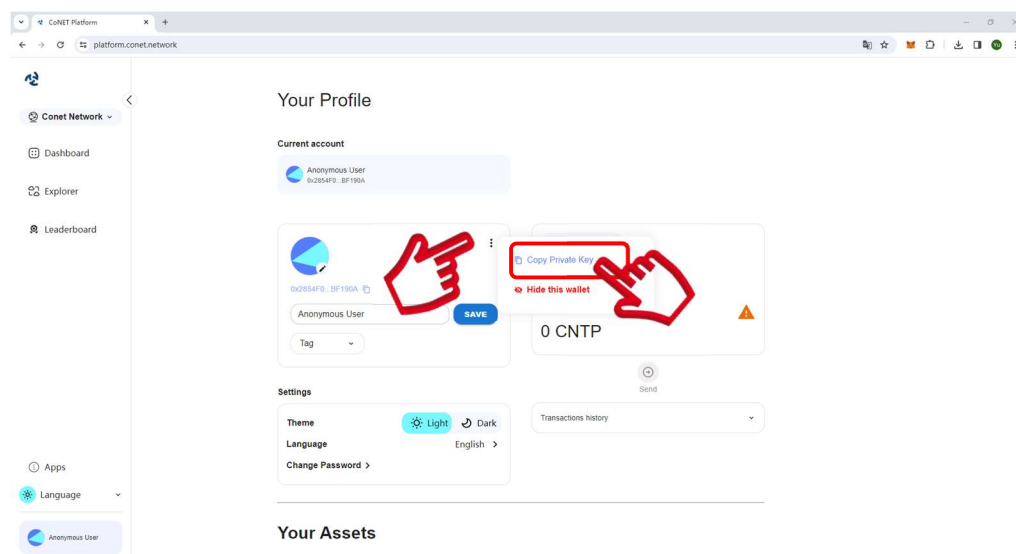 CoNET Platform
platform.conet.network
Yu
Conet Network
Dashboard
Explorer
Leaderboard
Apps
Language
Anonymous User
Your Profile
Current account
Anonymous User
0x2854F0...BF190A
0x2854F0...BF190A
Anonymous User
SAVE
Tag
Copy Private Key
Hide this wallet
0 CNTP
Send
Settings
Theme
Light
Dark
Language
English
Change Password
Transactions history
Your Assets